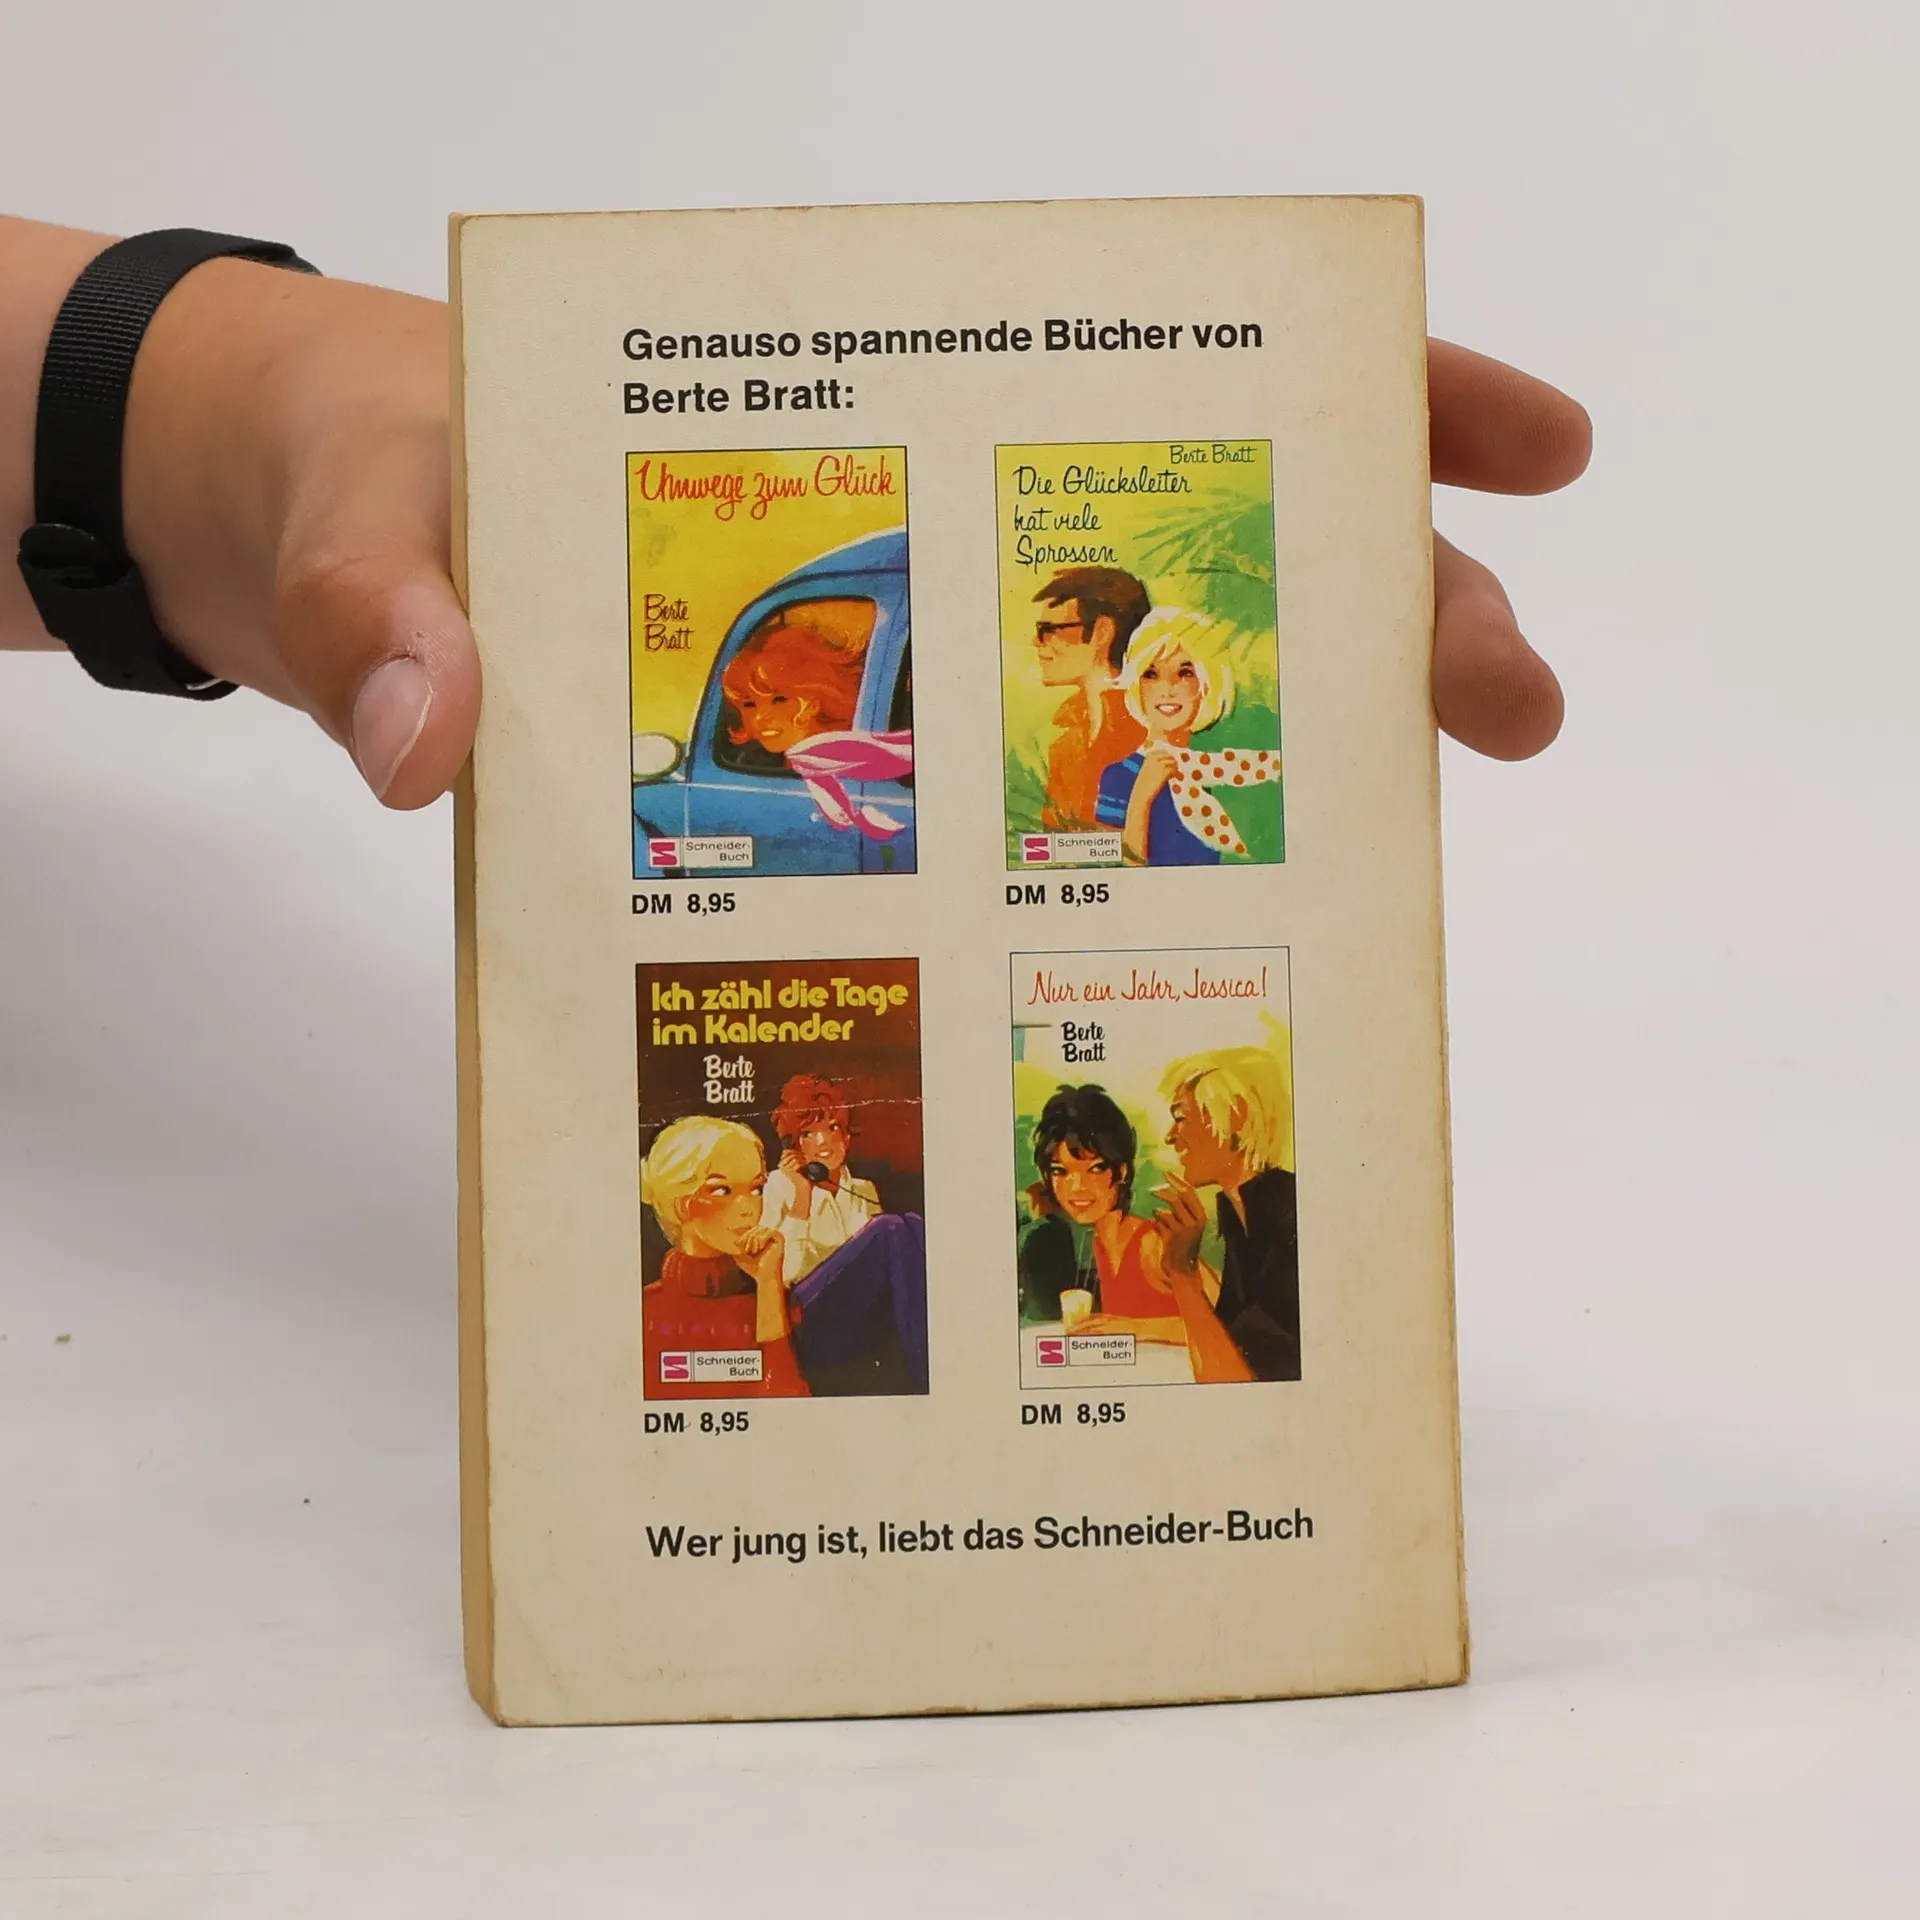 Genauso spannende Bücher von
Berte Bratt:
Umwege zum Glück
Berte
Bratt
Schneider-
Buch
DM 8,95
Berte Bratt
Die Glücksleiter
hat viele
Sprossen
Schneider-
Buch
DM 8,95
Ich zähl die Tage
im Kalender
Berte
Bratt
Schneider-
Buch
DM 8,95
Nur ein Jahr, Jessica!
Berte
Bratt
Schneider-
Buch
DM 8,95
Wer jung ist, liebt das Schneider-Buch